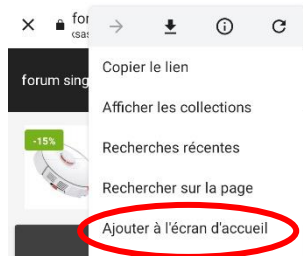 for
Copier le lien
forum sing
Afficher les collections
-15%
Recherches récentes
Rechercher sur la page
Ajouter à l'écran d'accueil